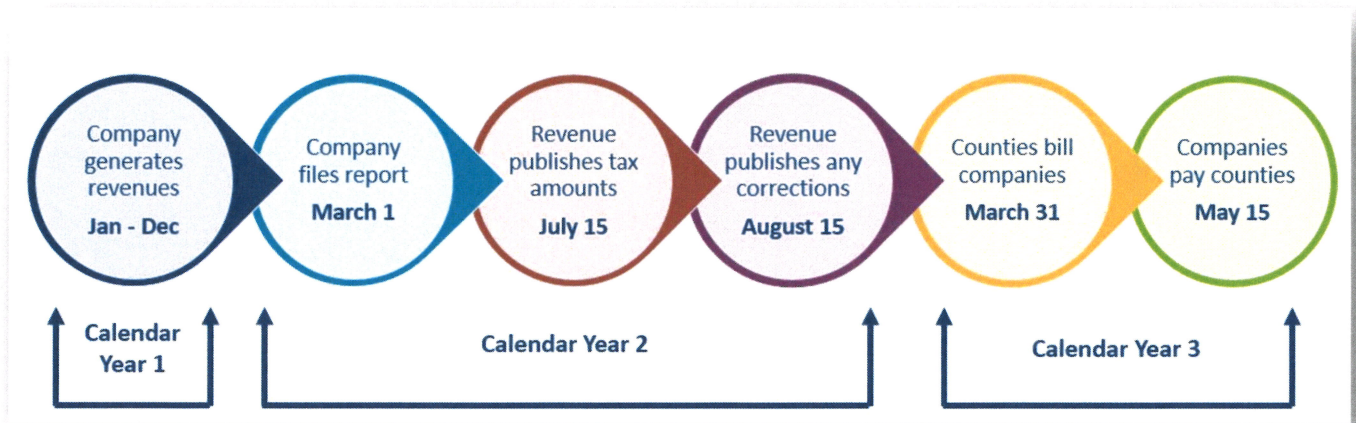 Company
generates
revenues
Jan - Dec
Company
files report
March 1
Revenue
publishes tax
amounts
July 15
Revenue
publishes any
corrections
August 15
Counties bill
companies
March 31
Companies
pay counties
May 15
Calendar
Year 1
Calendar Year 2
Calendar Year 3